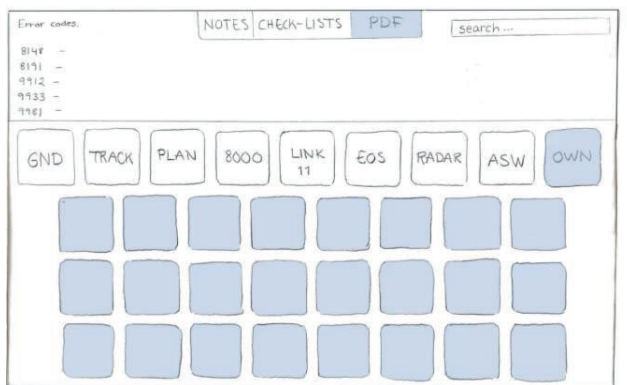 Error codes.
NOTES CHECK-LISTS PDF
search...
8148 -
8191 -
9912 -
9933 -
9981 -
GND TRACK PLAN 8000 LINK 11 EOS RADAR ASW OWN